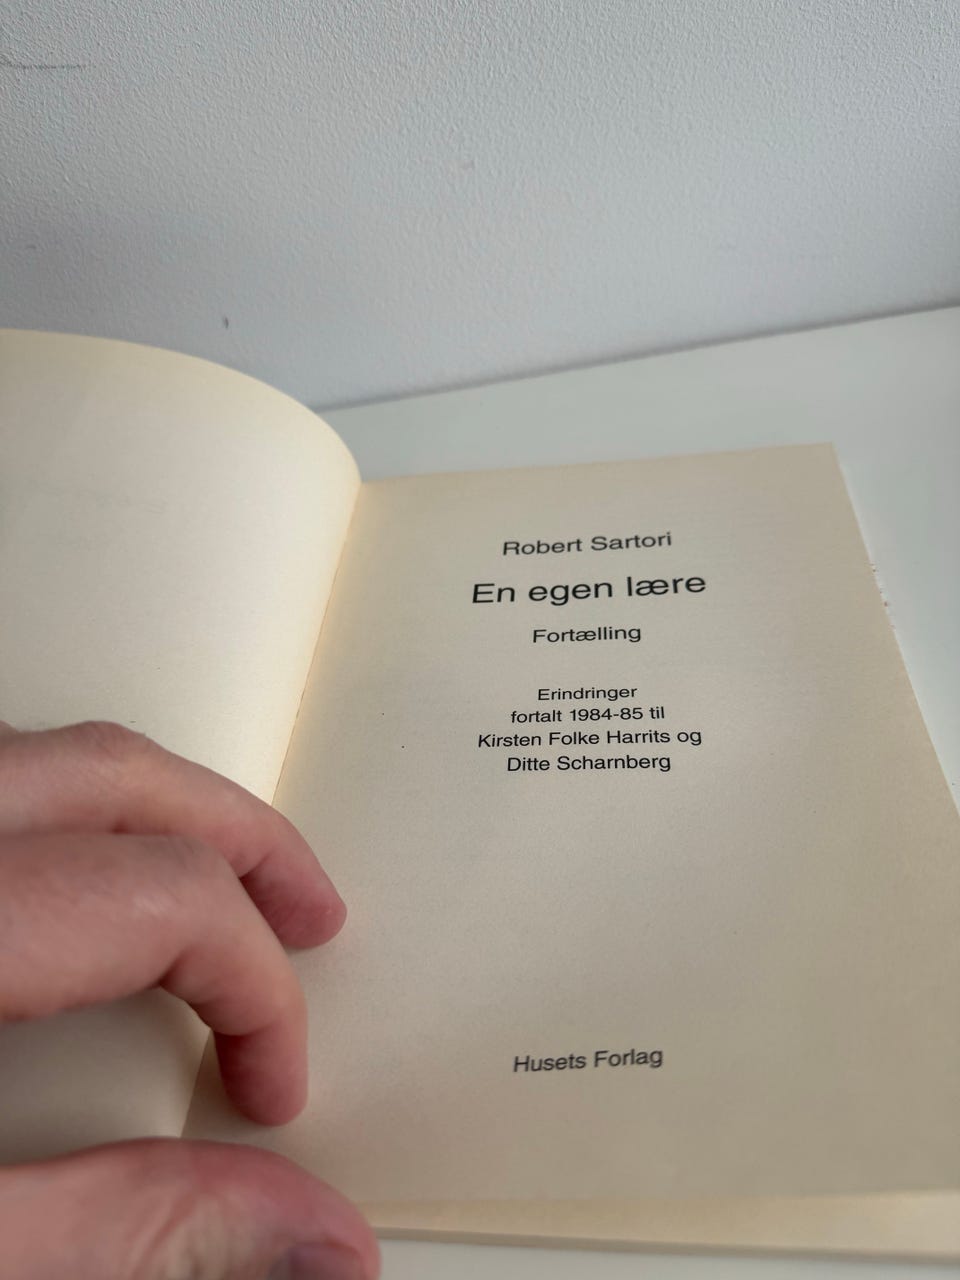 Robert Sartori
En egen lære
Fortælling
Erindringer
fortalt 1984-85 til
Kirsten Folke Harrits og
Ditte Scharnberg
Husets Forlag